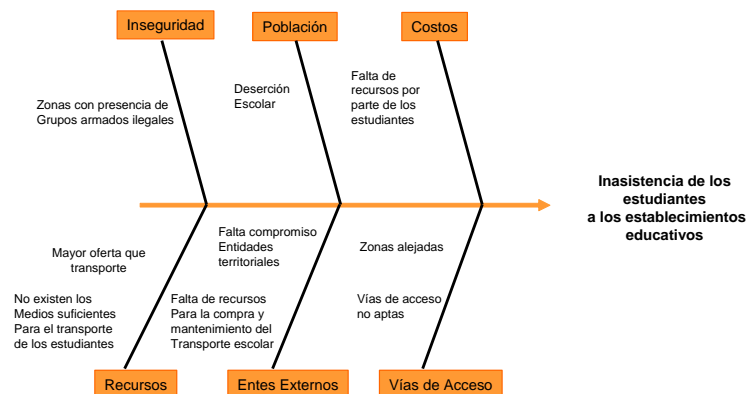 Inseguridad
Población
Costos
Zonas con presencia de
Grupos armados ilegales
Deserción
Escolar
Falta de
recursos por
parte de los
estudiantes
Inasistencia de los
estudiantes
a los establecimientos
educativos
Mayor oferta que
transporte
No existen los
Medios suficientes
Para el transporte
de los estudiantes
Falta compromiso
Entidades
territoriales
Falta de recursos
Para la compra y
mantenimiento del
Transporte escolar
Zonas alejadas
Vías de acceso
no aptas
Recursos
Entes Externos
Vías de Acceso